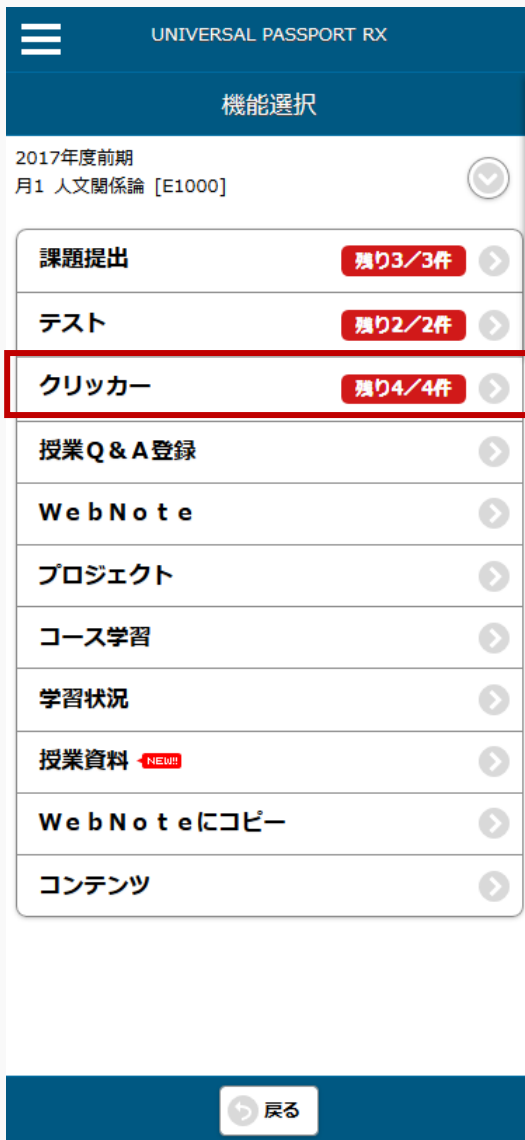 UNIVERSAL PASSPORT RX
機能選択
2017年度前期
月1 人文関係論 [E1000]
課題提出 残り3／3件
テスト 残り2／2件
クリッカー 残り4／4件
授業Ｑ＆Ａ登録
ＷｅｂＮｏｔｅ
プロジェクト
コース学習
学習状況
授業資料 NEW!!
ＷｅｂＮｏｔｅにコピー
コンテンツ
戻る